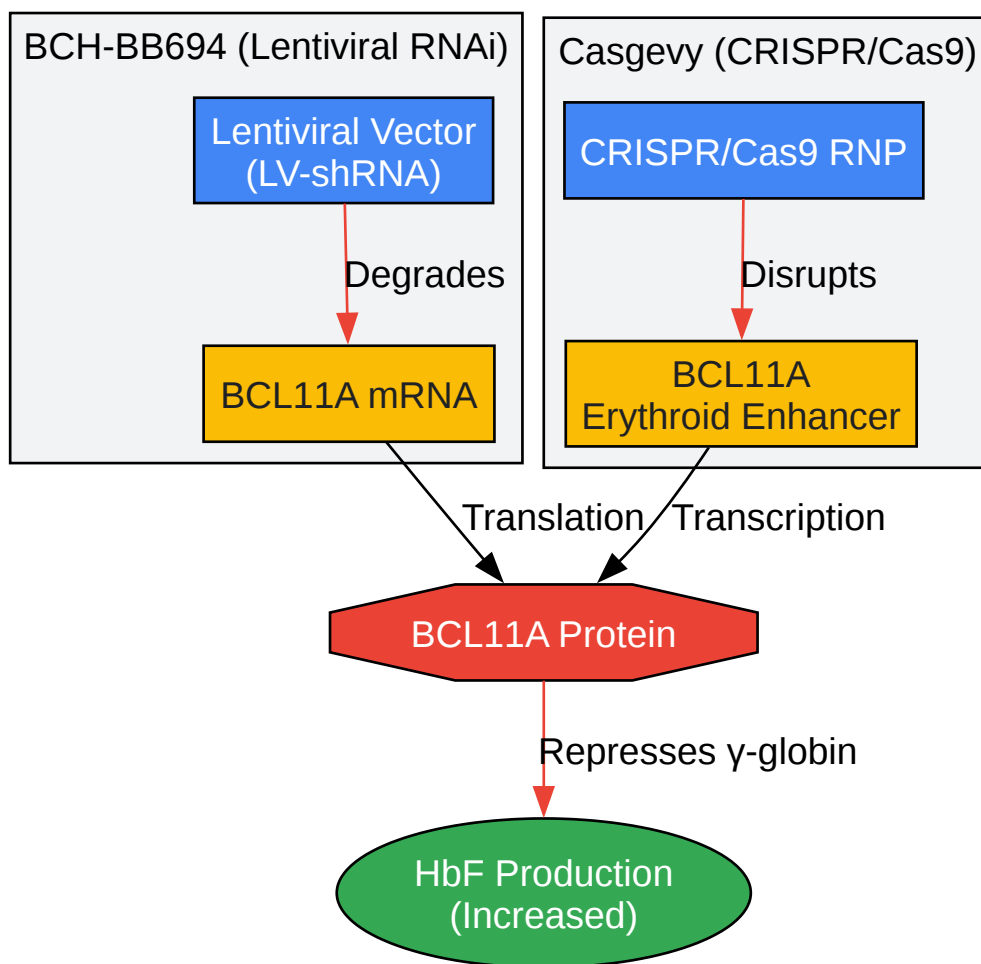 BCH-BB694 (Lentiviral RNAi)
Lentiviral Vector
(LV-shRNA)
Degrades
BCL11A mRNA
Casgevy (CRISPR/Cas9)
CRISPR/Cas9 RNP
Disrupts
BCL11A
Erythroid Enhancer
Translation
Transcription
BCL11A Protein
Represses γ-globin
HbF Production
(Increased)